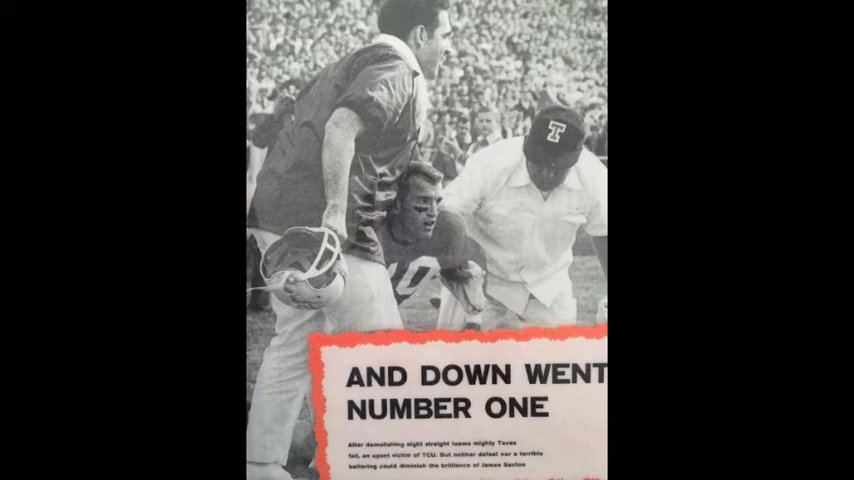 T
10
AND DOWN WENT
NUMBER ONE
After demolishing eight straight teams mighty Texas
fell, an upset victim of TCU. But neither defeat nor a terrible
battering could diminish the brilliance of James Saxton